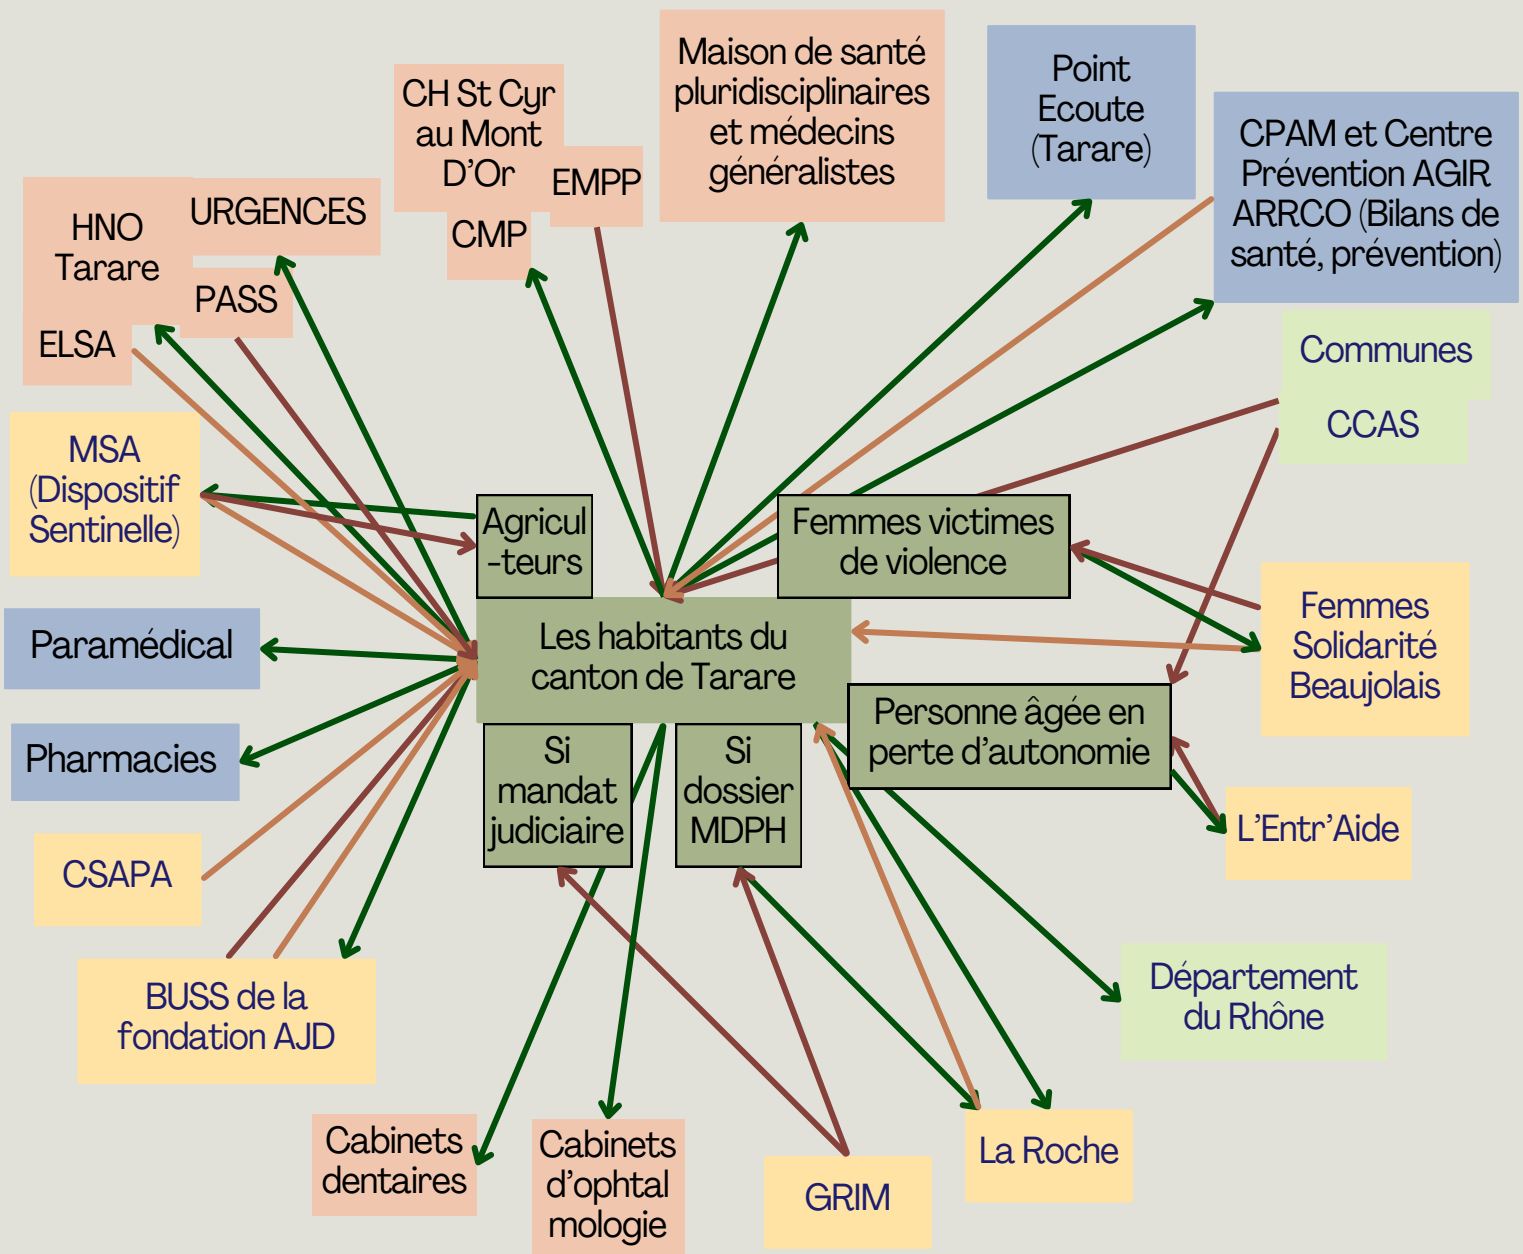 Maison de santé
pluridisciplinaires
et médecins
généralistes
Point
Ecoute
(Tarare)
CH St Cyr
au Mont
D'Or
EMPP
CMP
CPAM et Centre
Prévention AGIR
ARRCO (Bilans de
santé, prévention)
HNO
Tarare
URGENCES
PASS
ELSA
Communes
CCAS
MSA
(Dispositif
Sentinelle)
Agricul
-teurs
Femmes victimes
de violence
Femmes
Solidarité
Beaujolais
Paramédical
Les habitants du
canton de Tarare
Personne âgée en
perte d'autonomie
Pharmacies
Si
mandat
judiciaire
Si
dossier
MDPH
L'Entr'Aide
CSAPA
BUSS de la
fondation AJD
Département
du Rhône
Cabinets
dentaires
Cabinets
d'ophtal
mologie
GRIM
La Roche